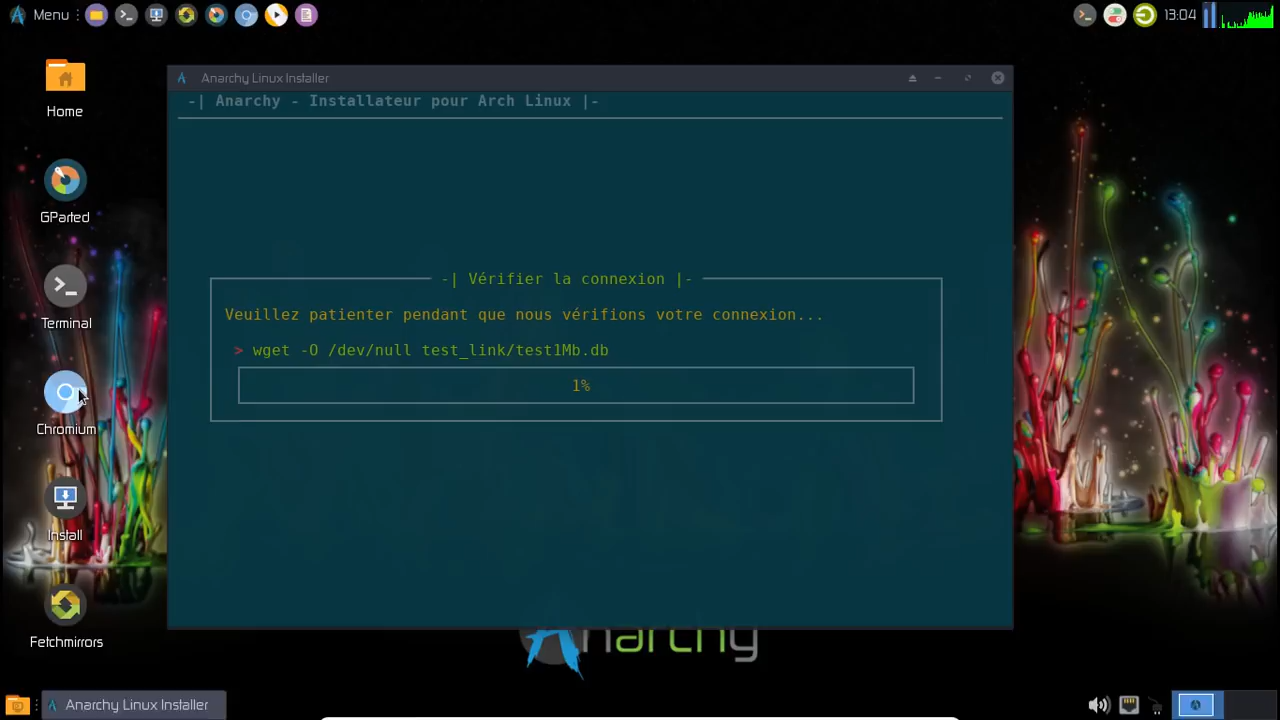 Menu
13:04
Home
GParted
Terminal
Chromium
Install
Fetchmirrors
Anarchy Linux Installer
-| Anarchy - Installateur pour Arch Linux |-
-| Vérifier la connexion |-
Veuillez patienter pendant que nous vérifions votre connexion...
> wget -O /dev/null test_link/test1Mb.db
1%
Anarchy
Anarchy Linux Installer